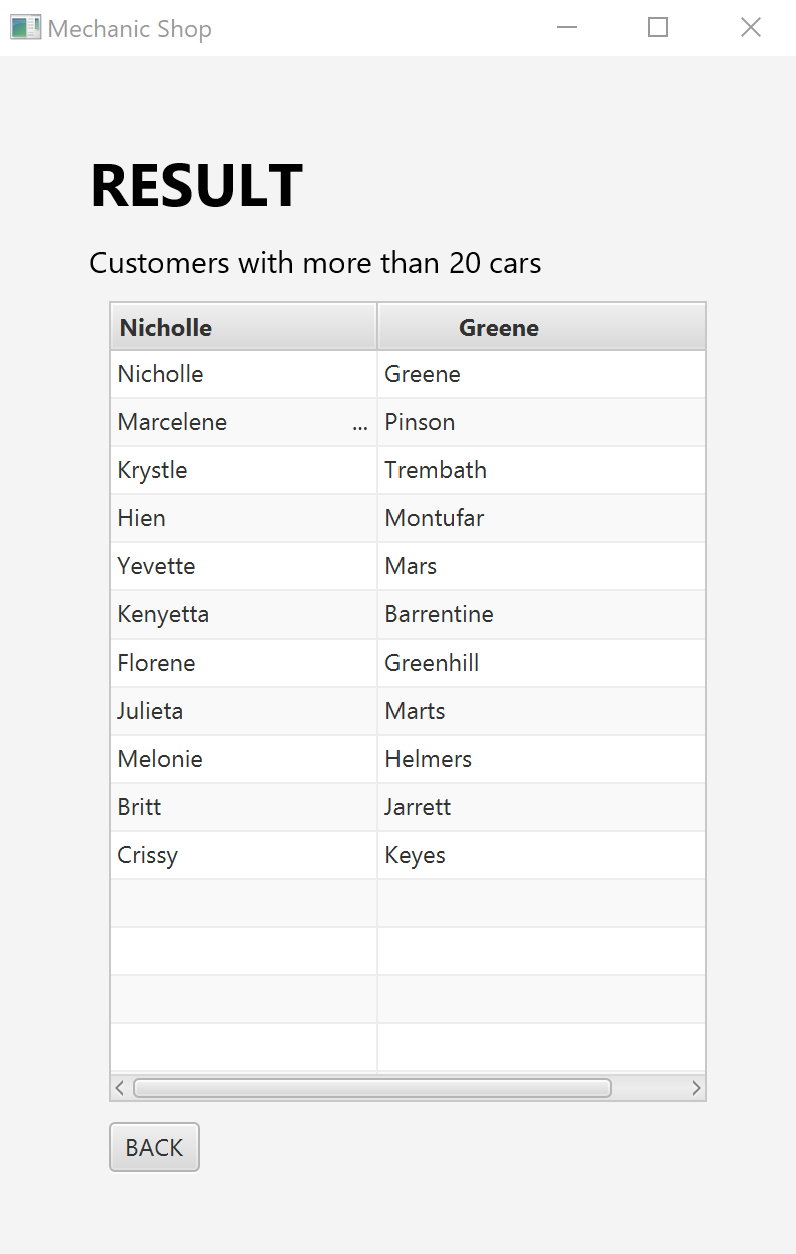 Mechanic Shop
RESULT
Customers with more than 20 cars
Nicholle Greene
Nicholle Greene
Marcelene ... Pinson
Krystle Trembath
Hien Montufar
Yevette Mars
Kenyetta Barrentine
Florene Greenhill
Julieta Marts
Melonie Helmers
Britt Jarrett
Crissy Keyes
BACK